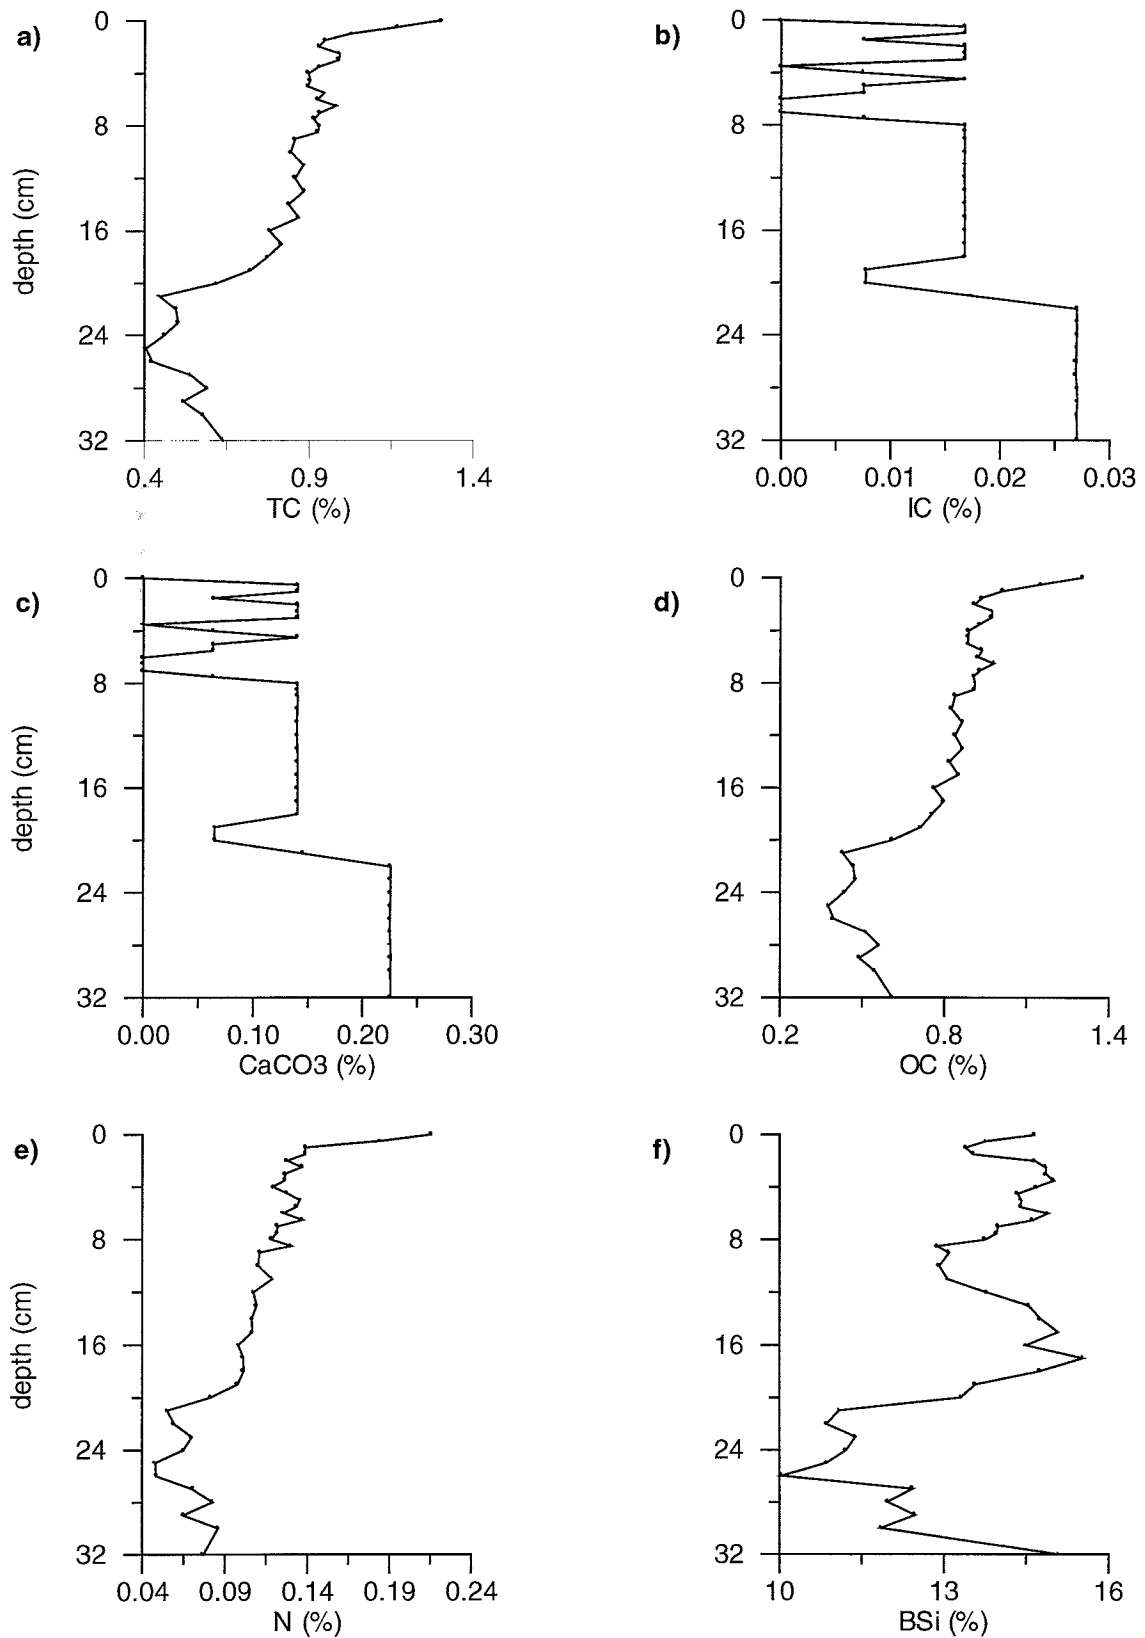 a)
0
8
16
24
32
depth (cm)
0.4 0.9 1.4
TC (%)
b)
0
8
16
24
32
0.00 0.01 0.02 0.03
IC (%)
c)
0
8
16
24
32
depth (cm)
0.00 0.10 0.20 0.30
CaCO3 (%)
d)
0
8
16
24
32
0.2 0.8 1.4
OC (%)
e)
0
8
16
24
32
depth (cm)
0.04 0.09 0.14 0.19 0.24
N (%)
f)
0
8
16
24
32
10 13 16
BSi (%)